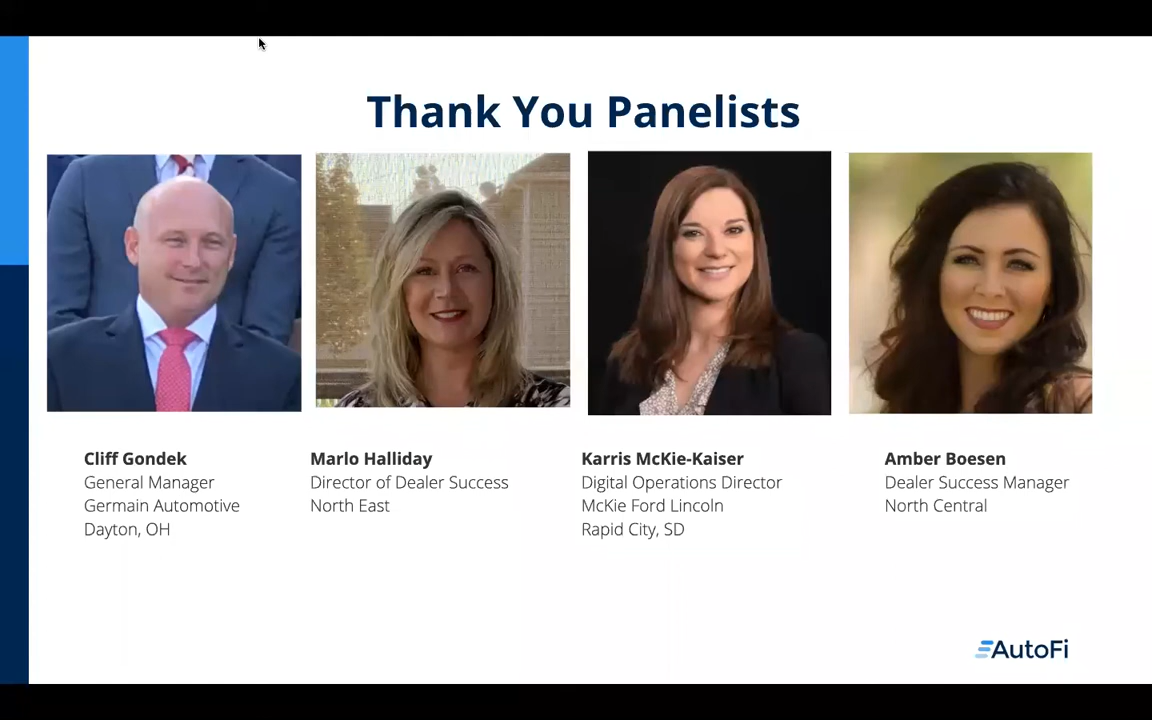 Thank You Panelists
Cliff Gondek
General Manager
Germain Automotive
Dayton, OH
Marlo Halliday
Director of Dealer Success
North East
Karris McKie-Kaiser
Digital Operations Director
McKie Ford Lincoln
Rapid City, SD
Amber Boesen
Dealer Success Manager
North Central
AutoFi